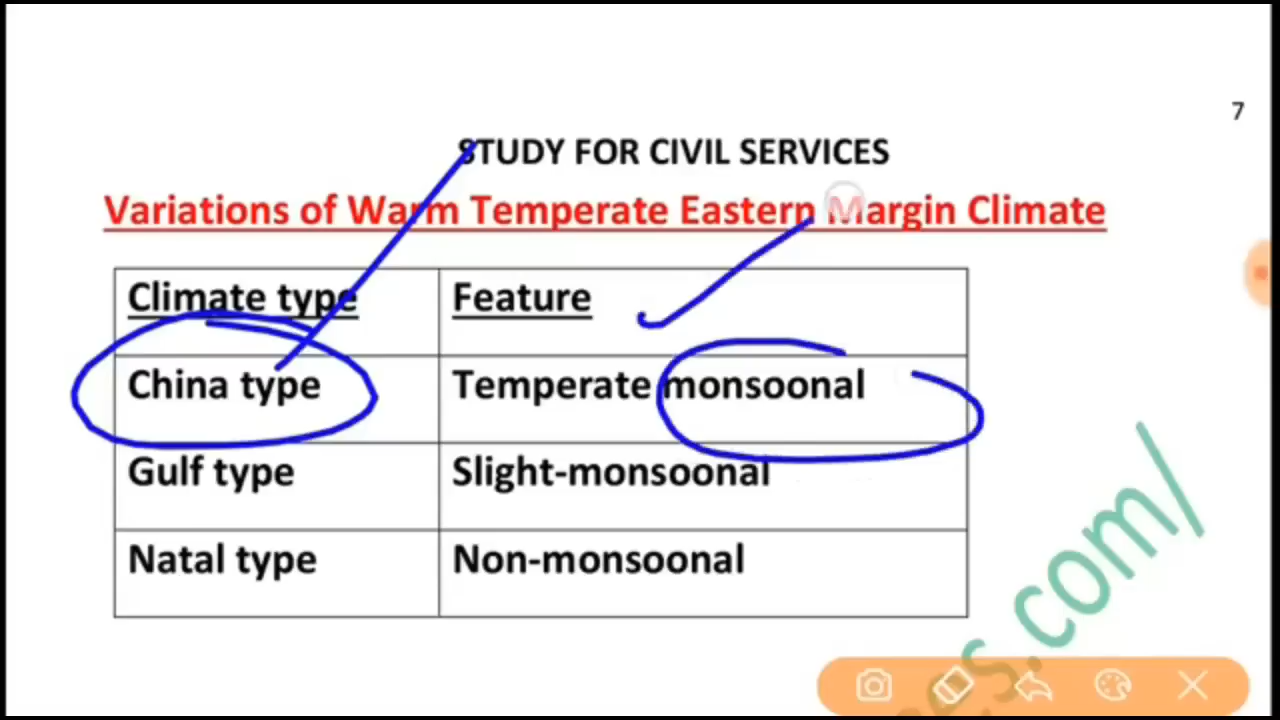 7
STUDY FOR CIVIL SERVICES
Variations of Warm Temperate Eastern Margin Climate
Climate type Feature
China type Temperate monsoonal
Gulf type Slight-monsoonal
Natal type Non-monsoonal
es.com/